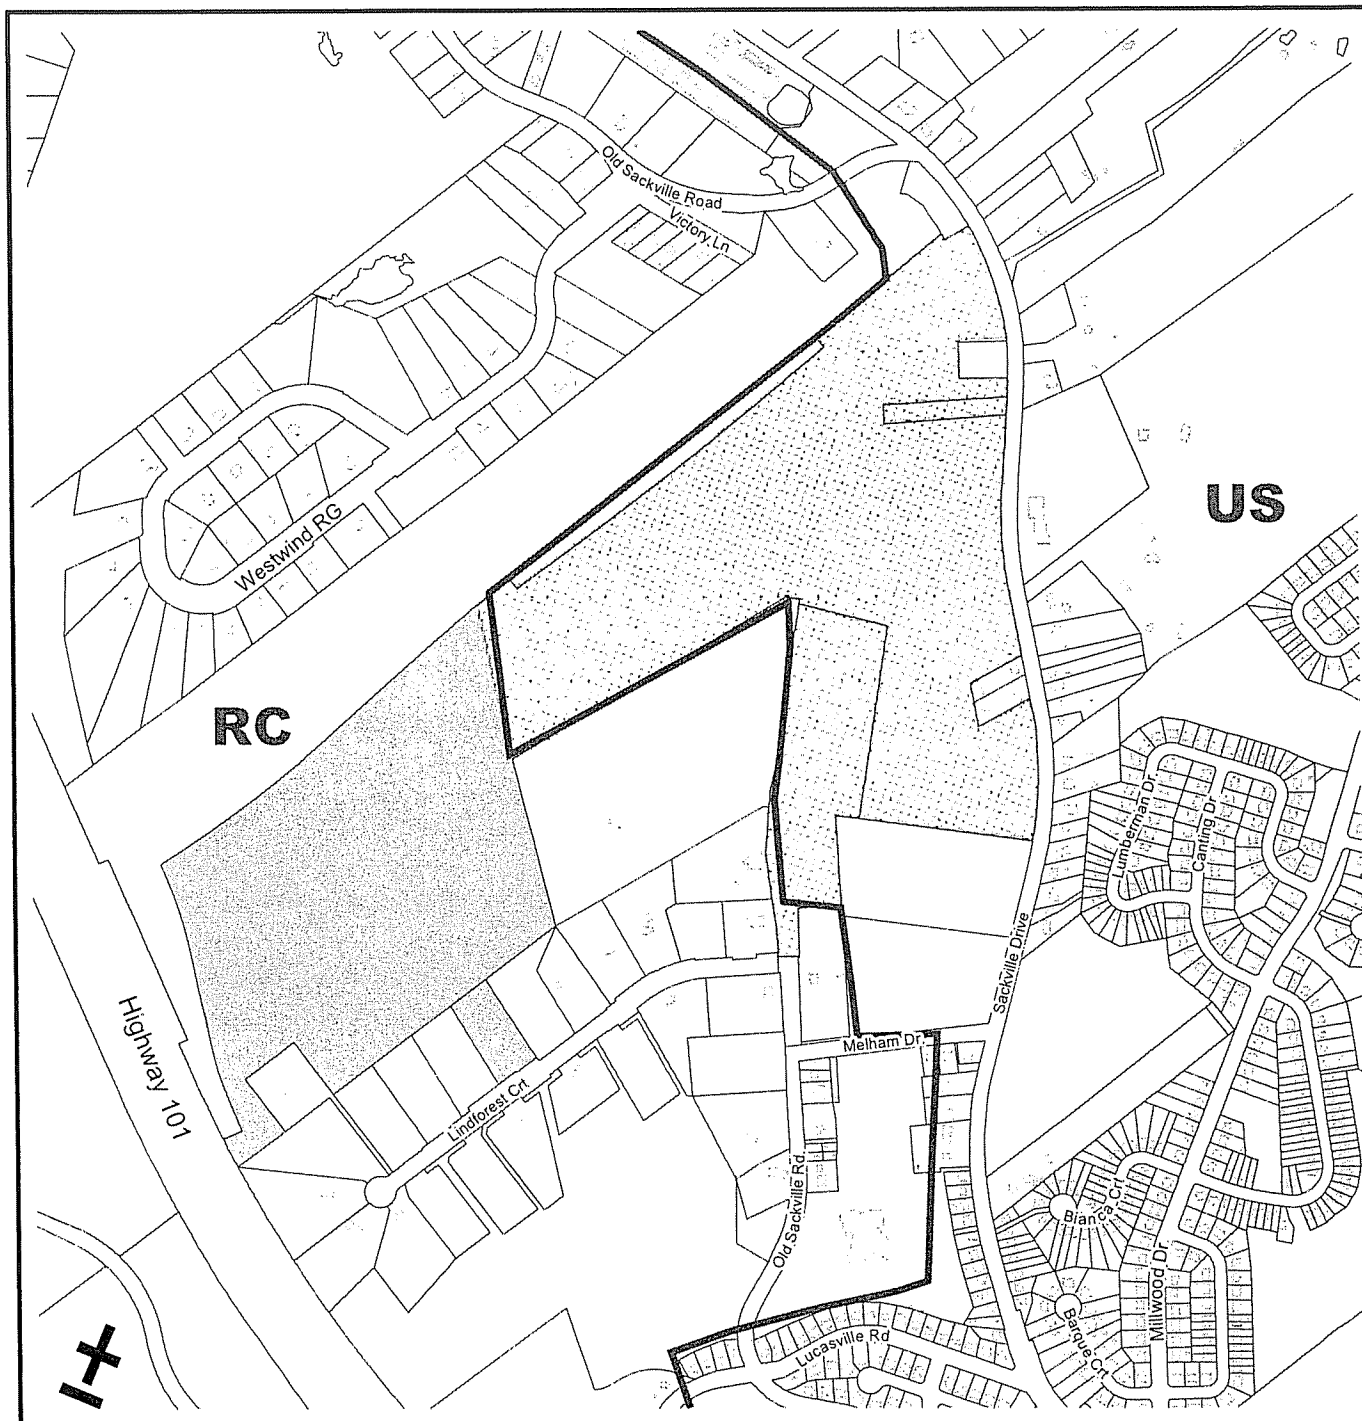 Old Sackville Road
Victory Ln
Westwind RG
US
RC
Lumberman Dr
Canting Dr
Sackville Drive
Highway 101
Melham Dr
Lindforest Crt
Old Sackville Rd
Bianca Crt
Millwood Dr
Barque Crt
Lucasville Rd